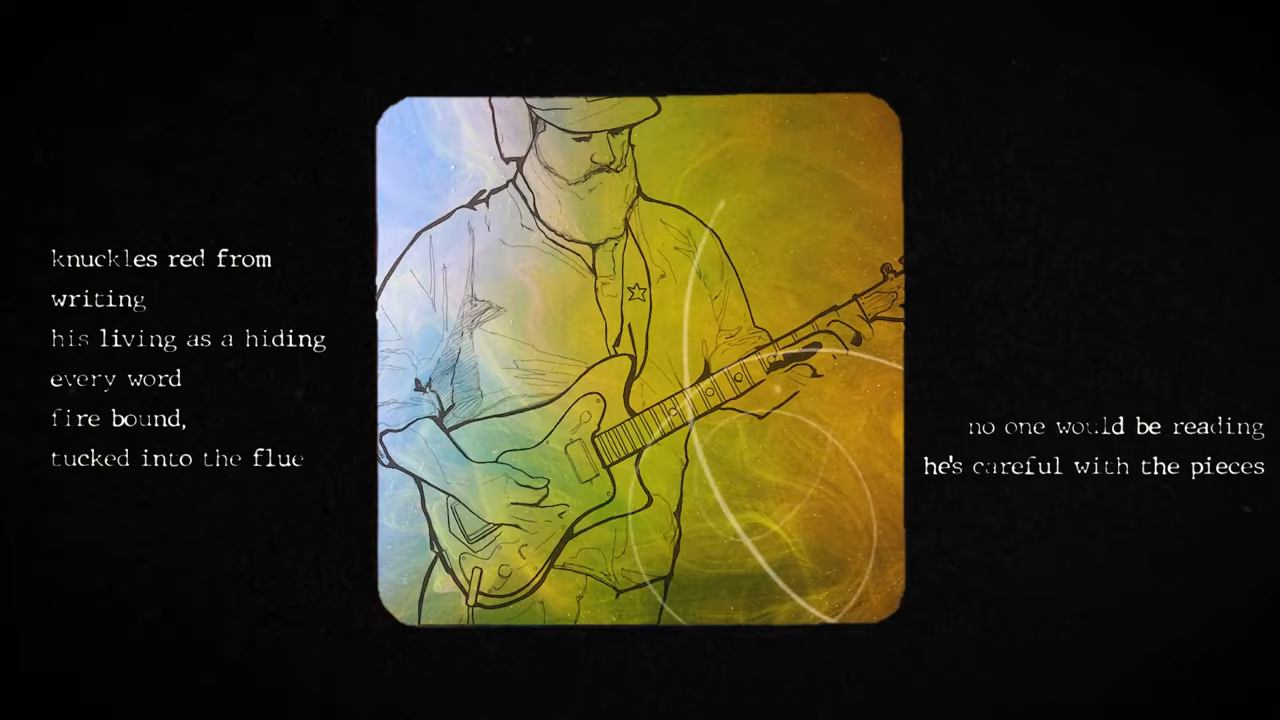 knuckles red from
writing
his living as a hiding
every word
fire bound,
tucked into the flue
no one would be reading
he's careful with the pieces